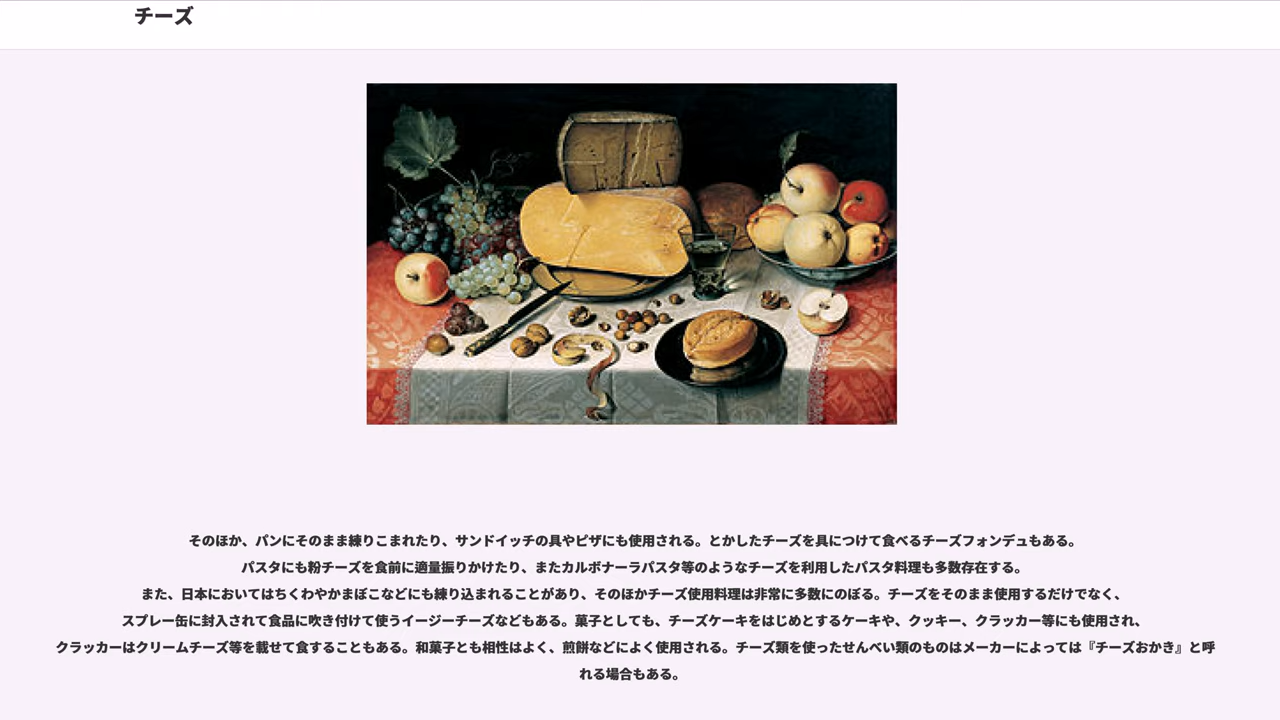 チーズ
そのほか、パンにそのまま練りこまれたり、サンドイッチの具やピザにも使用される。とかしたチーズを具につけて食べるチーズフォンデュもある。
パスタにも粉チーズを食前に適量振りかけたり、またカルボナーラパスタ等のようなチーズを利用したパスタ料理も多数存在する。
また、日本においてはちくわやかまぼこなどにも練り込まれることがあり、そのほかチーズ使用料理は非常に多数にのぼる。チーズをそのまま使用するだけでなく、
スプレー缶に封入されて食品に吹き付けて使うイージーチーズなどもある。菓子としても、チーズケーキをはじめとするケーキや、クッキー、クラッカー等にも使用され、
クラッカーはクリームチーズ等を載せて食することもある。和菓子とも相性はよく、煎餅などによく使用される。チーズ類を使ったせんべい類のものはメーカーによっては『チーズおかき』と呼
れる場合もある。